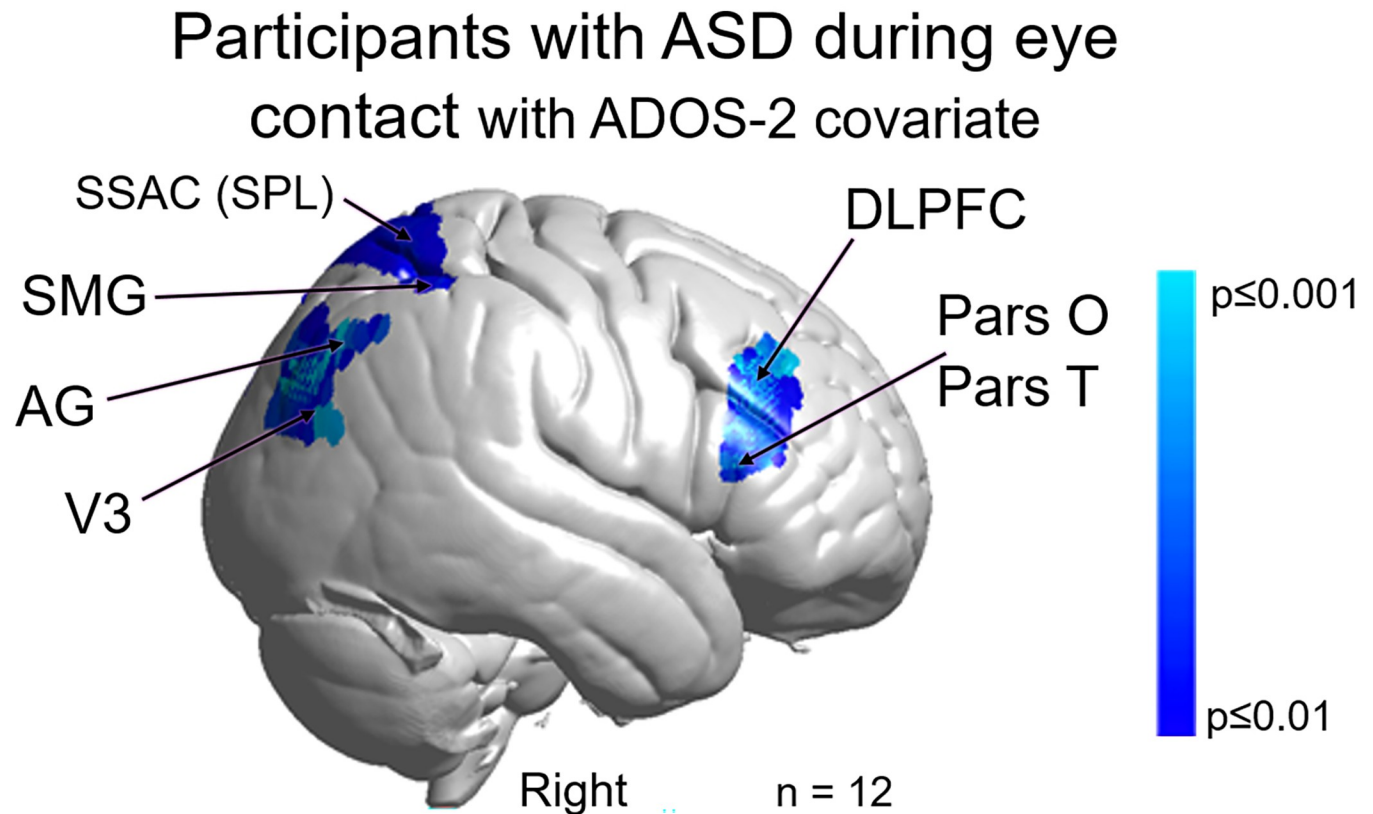 Participants with ASD during eye
contact with ADOS-2 covariate
SSAC (SPL)
DLPFC
SMG
p≤0.001
Pars O
Pars T
AG
V3
p≤0.01
Right
n = 12